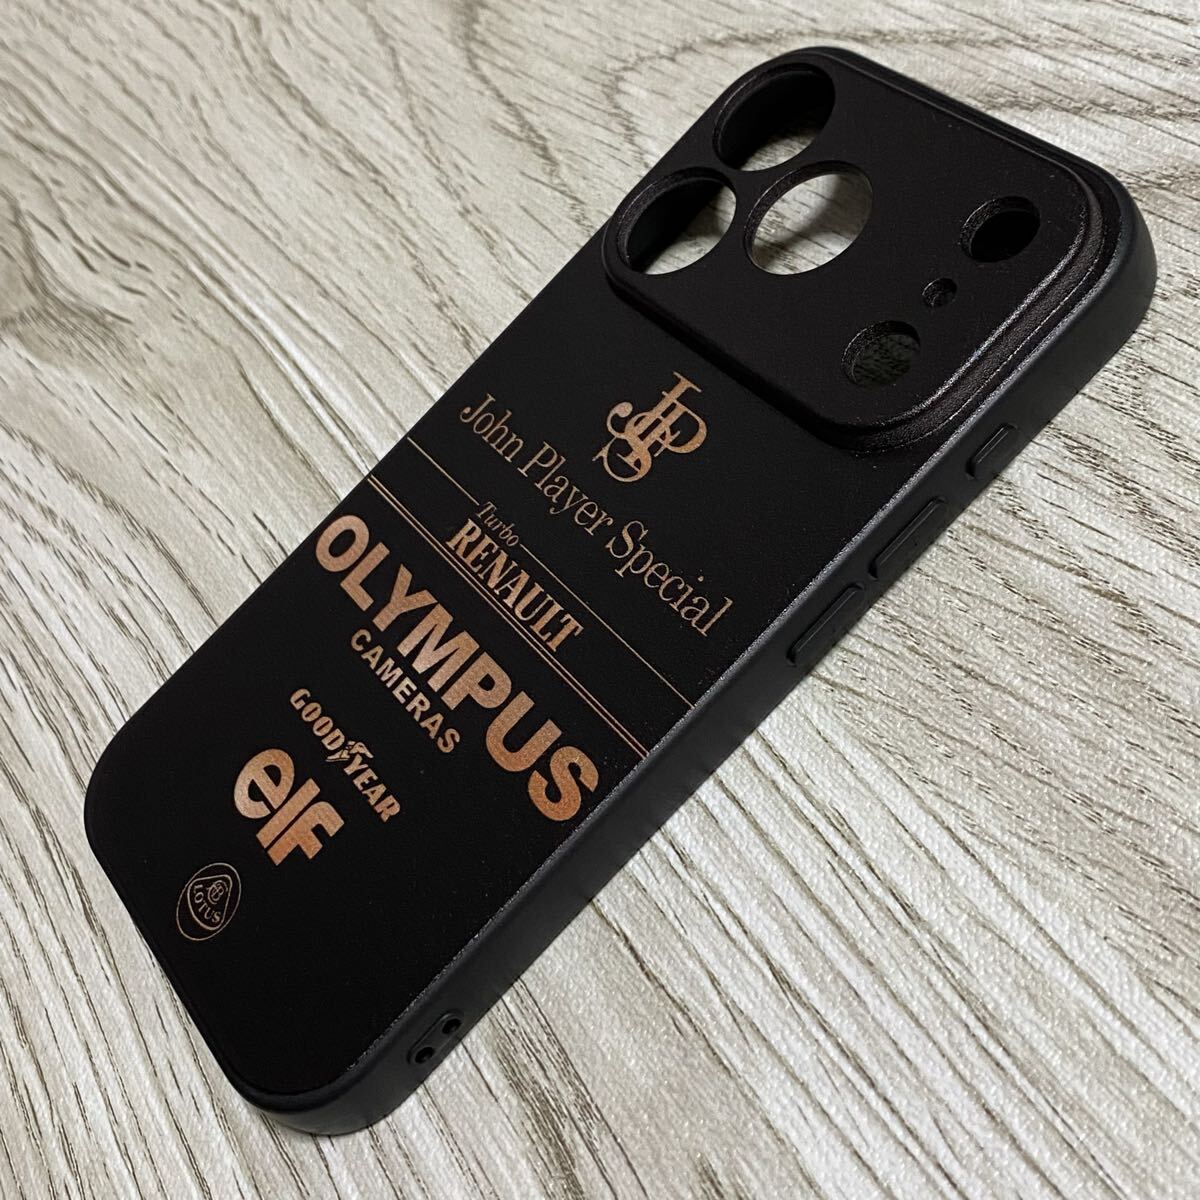 JPS
John Player Special
Turbo
RENAULT
OLYMPUS
CAMERAS
GOODYEAR
elf
LOTUS